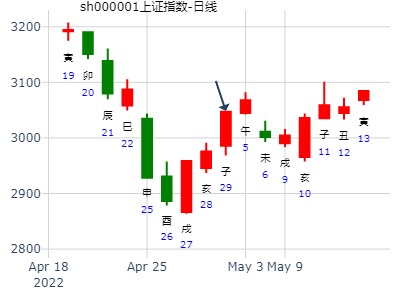 sh000001上证指数-日线
3200
3100
3000
2900
2800
寅
19
卯
20
辰
21
巳
22
申
25
酉
26
戌
27
亥
28
子
29
午
5
未
6
戌
9
亥
10
子
11
丑
12
寅
13
Apr 18
2022
Apr 25
May 3
May 9